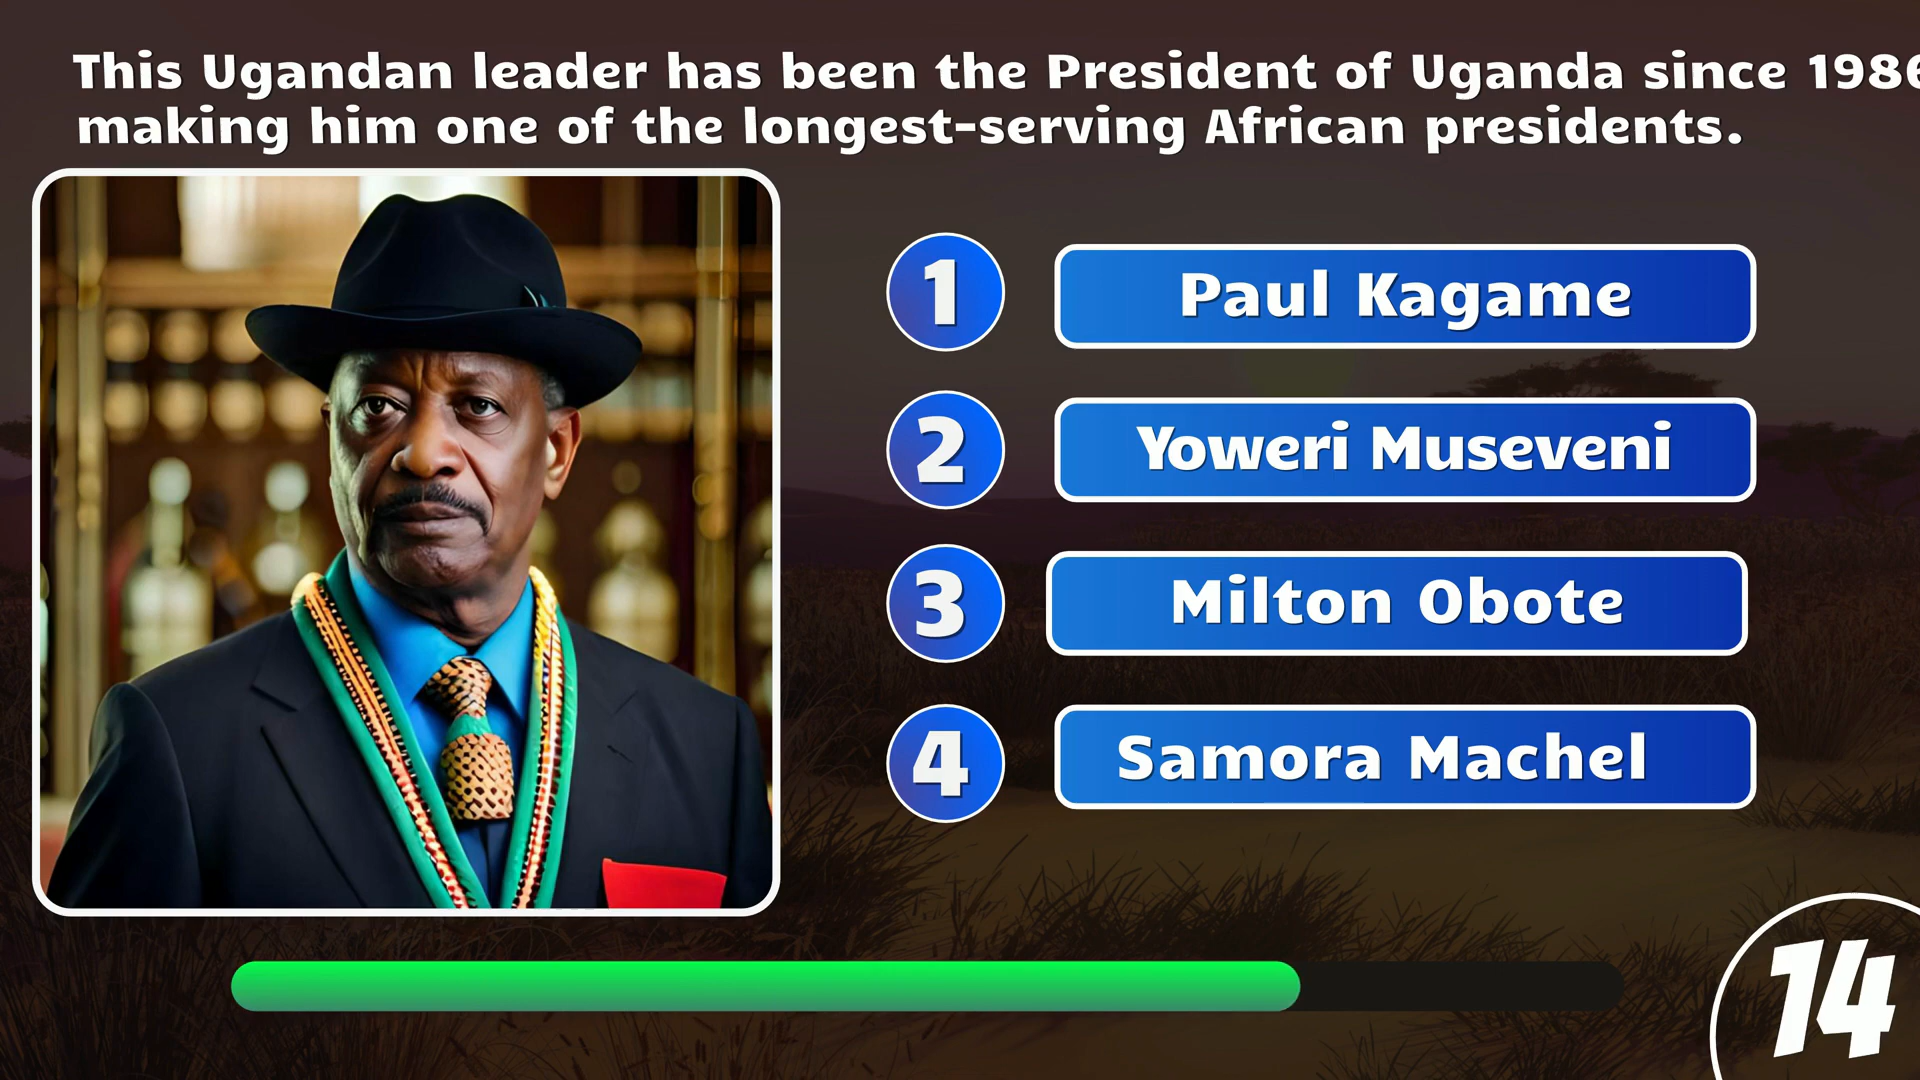 This Ugandan leader has been the President of Uganda since 1986
making him one of the longest-serving African presidents.
1 Paul Kagame
2 Yoweri Museveni
3 Milton Obote
4 Samora Machel
14